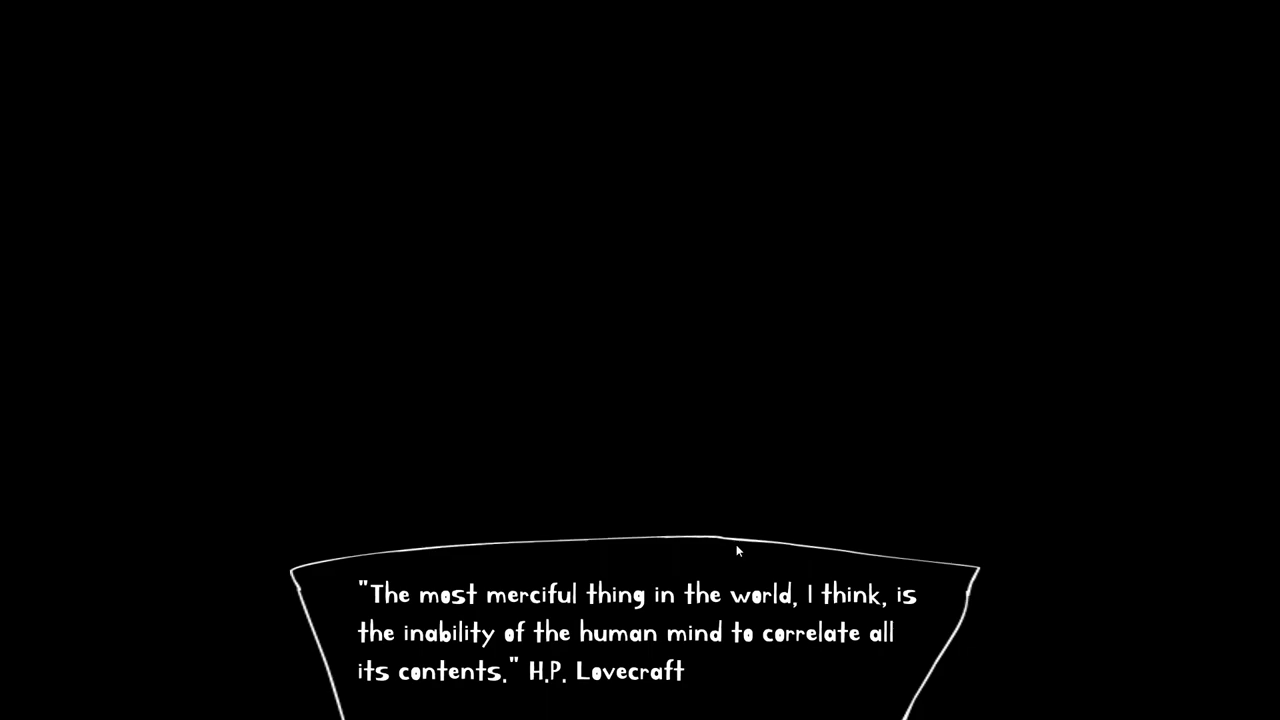 "The most merciful thing in the world, I think, is
the inability of the human mind to correlate all
its contents." H.P. Lovecraft